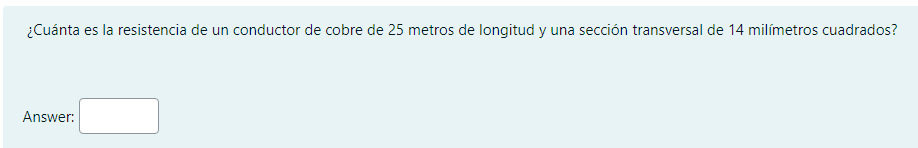 ¿Cuánta es la resistencia de un conductor de cobre de 25 metros de longitud y una sección transversal de 14 milímetros cuadrados?
Answer: